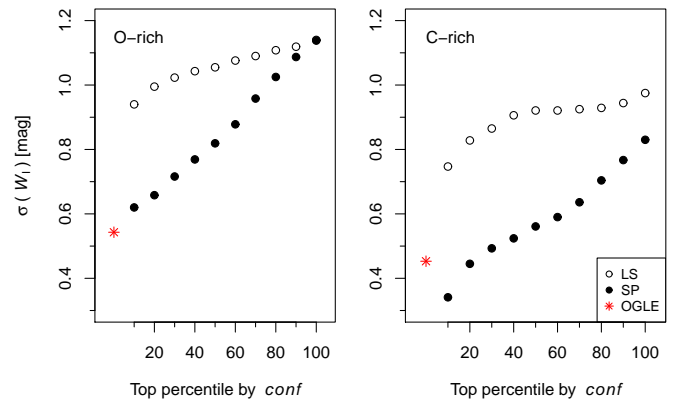 O−rich
C−rich
1.2
1.0
0.8
0.6
0.4
σ ( W_I ) [mag]
20 40 60 80 100
Top percentile by conf
1.2
1.0
0.8
0.6
0.4
LS
SP
OGLE
20 40 60 80 100
Top percentile by conf